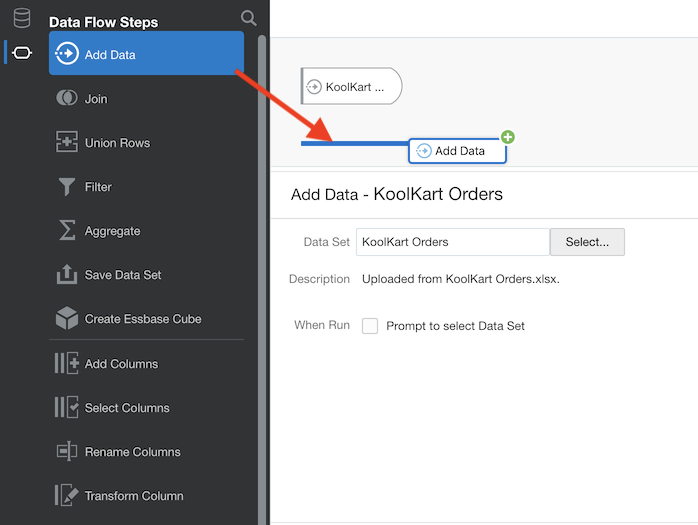 Data Flow Steps
Add Data
Join
Union Rows
Filter
Aggregate
Save Data Set
Create Essbase Cube
Add Columns
Select Columns
Rename Columns
Transform Column
KoolKart ...
Add Data
Add Data - KoolKart Orders
Data Set KoolKart Orders Select...
Description Uploaded from KoolKart Orders.xlsx.
When Run Prompt to select Data Set